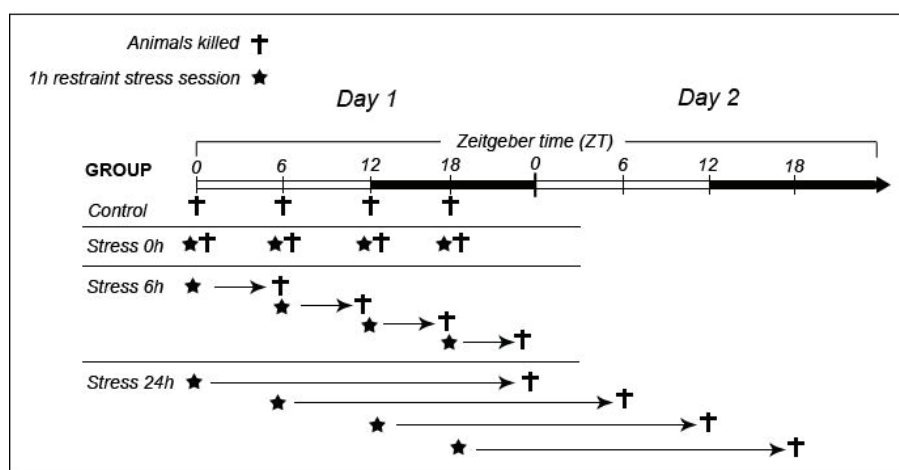 Animals killed
1h restraint stress session
Day 1 Day 2
Zeitgeber time (ZT)
GROUP 0 6 12 18 0 6 12 18
Control
Stress 0h
Stress 6h
Stress 24h